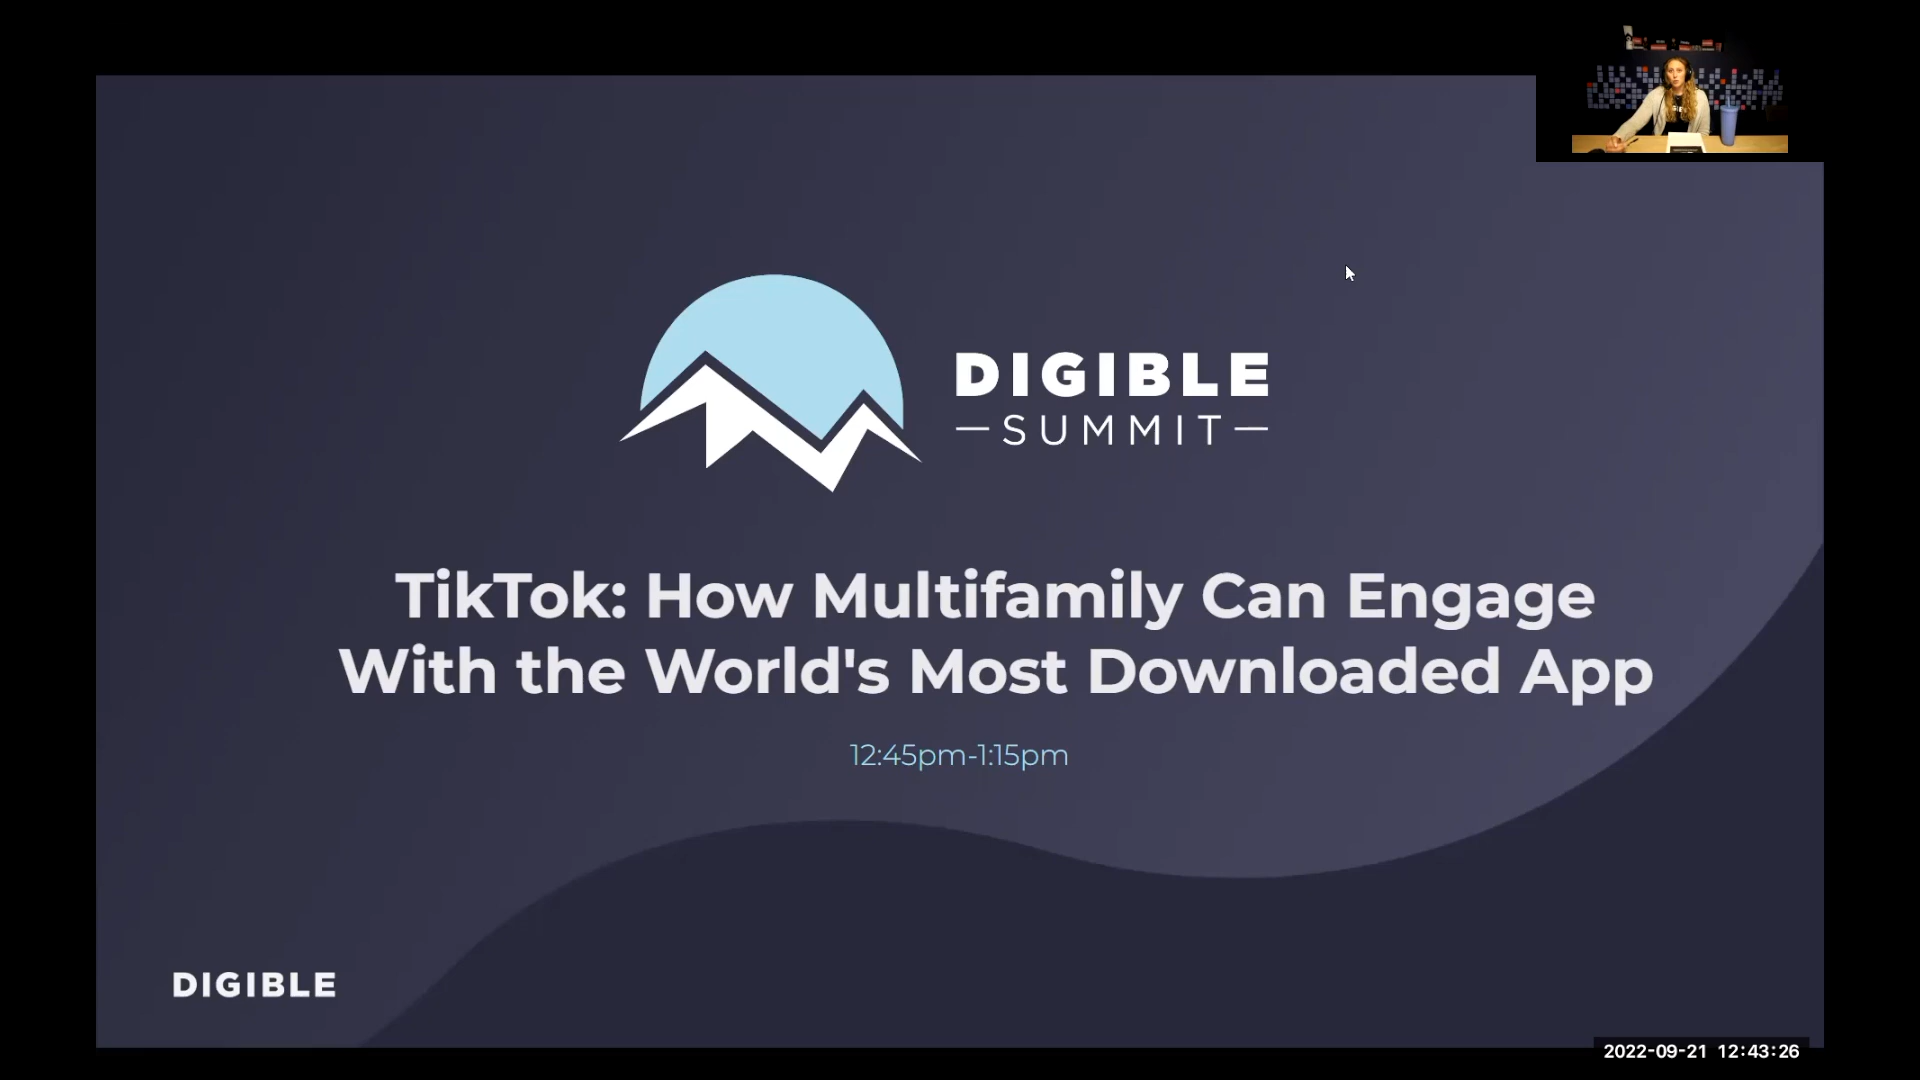 DIGIBLE
SUMMIT
TikTok: How Multifamily Can Engage
With the World's Most Downloaded App
12:45pm-1:15pm
DIGIBLE
2022-09-21 12:43:26